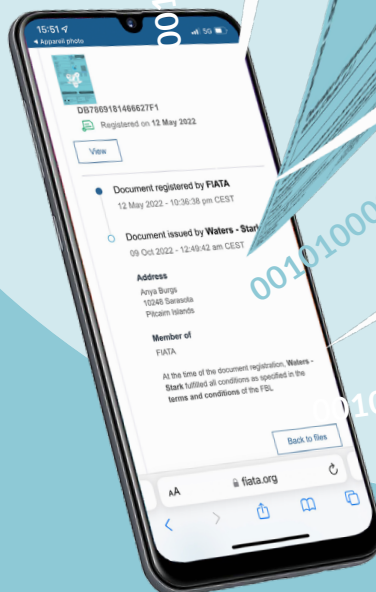 15:51
5G
Appareil photo
001
DB7869181466627F1
Registered on 12 May 2022
View
Document registered by FIATA
12 May 2022 - 10:36:38 pm CEST
Document issued by Waters - Stark
09 Oct 2022 - 12:49:42 am CEST
Address
Anya Burgs
10248 Sarasota
Pitcairn Islands
Member of
FIATA
At the time of the document registration, Waters -
Stark fulfilled all conditions as specified in the
terms and conditions of the FBL
Back to files
AA
fiata.org
00101000
0010